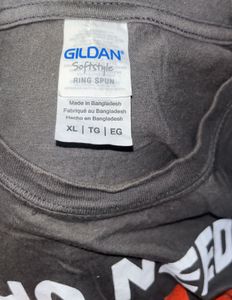 GILDAN®
Softstyle
RING SPUN
Made in Bangladesh
Fabriqué au Bangladesh
Hecho en Bangladesh
XL | TG | EG